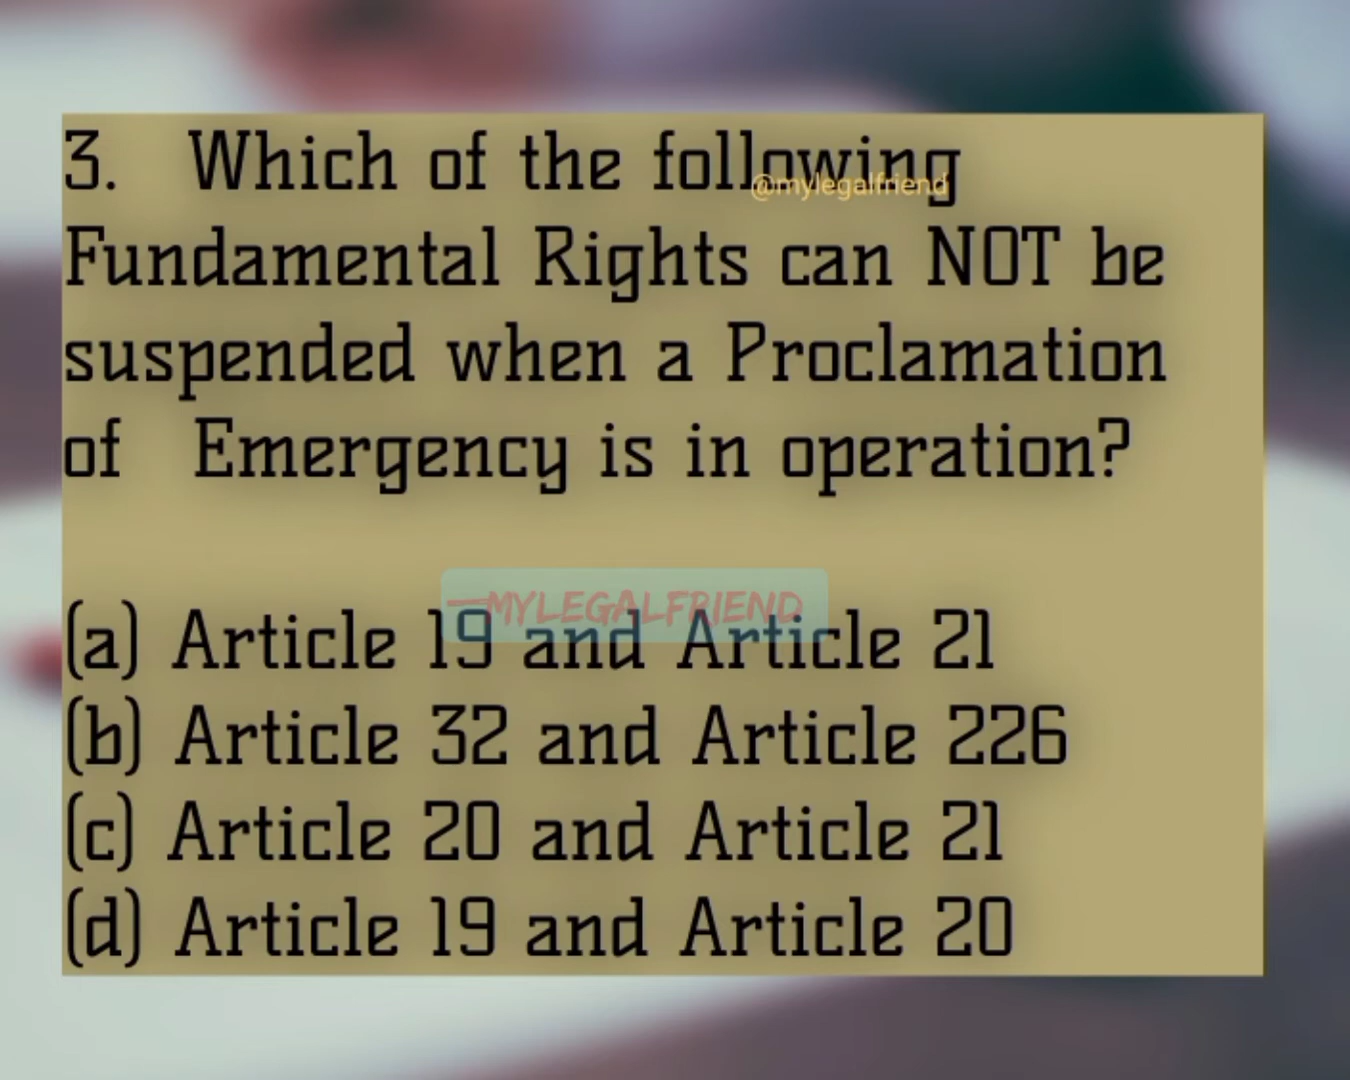 3. Which of the following
@mylegalfriend
Fundamental Rights can NOT be
suspended when a Proclamation
of Emergency is in operation?
—MYLEGALFRIEND
(a) Article 19 and Article 21
(b) Article 32 and Article 226
(c) Article 20 and Article 21
(d) Article 19 and Article 20